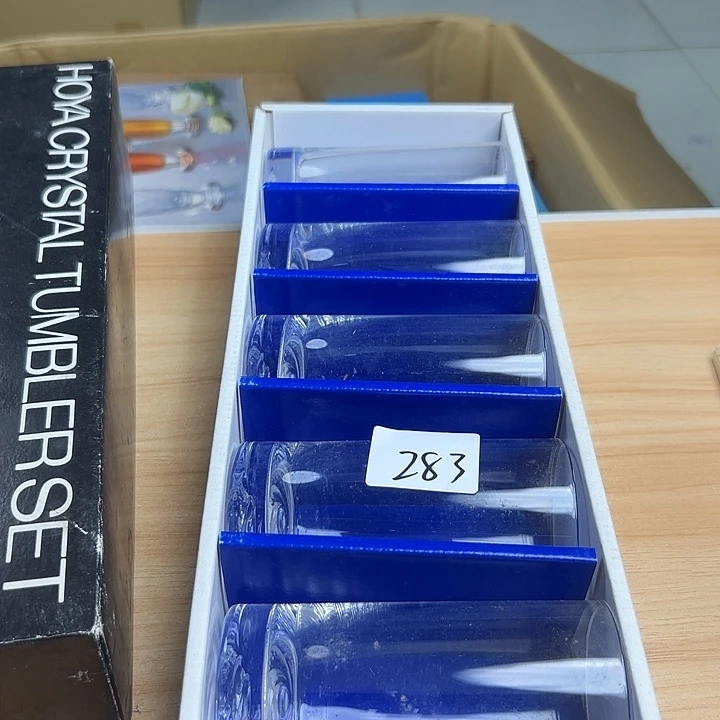 HOYA CRYSTAL TUMBLER SET
283